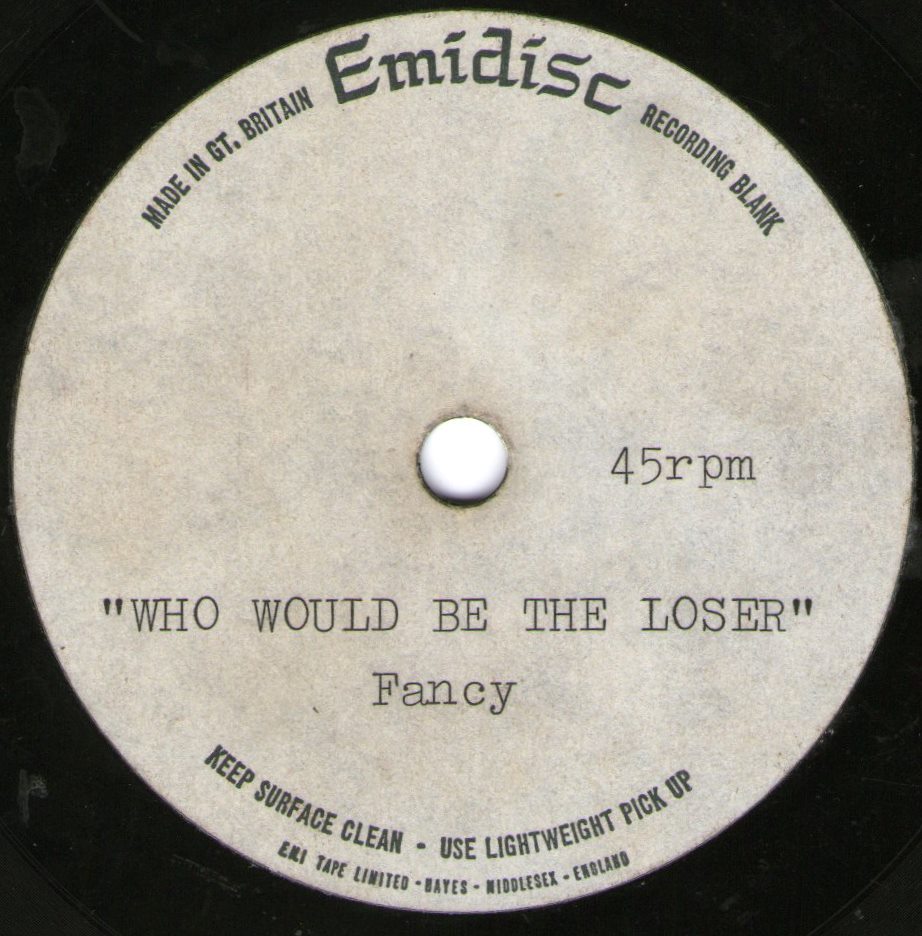 MADE IN GT. BRITAIN Emidisc RECORDING BLANK
45rpm
"WHO WOULD BE THE LOSER"
Fancy
KEEP SURFACE CLEAN - USE LIGHTWEIGHT PICK UP
EMI TAPE LIMITED - HAYES - MIDDLESEX - ENGLAND